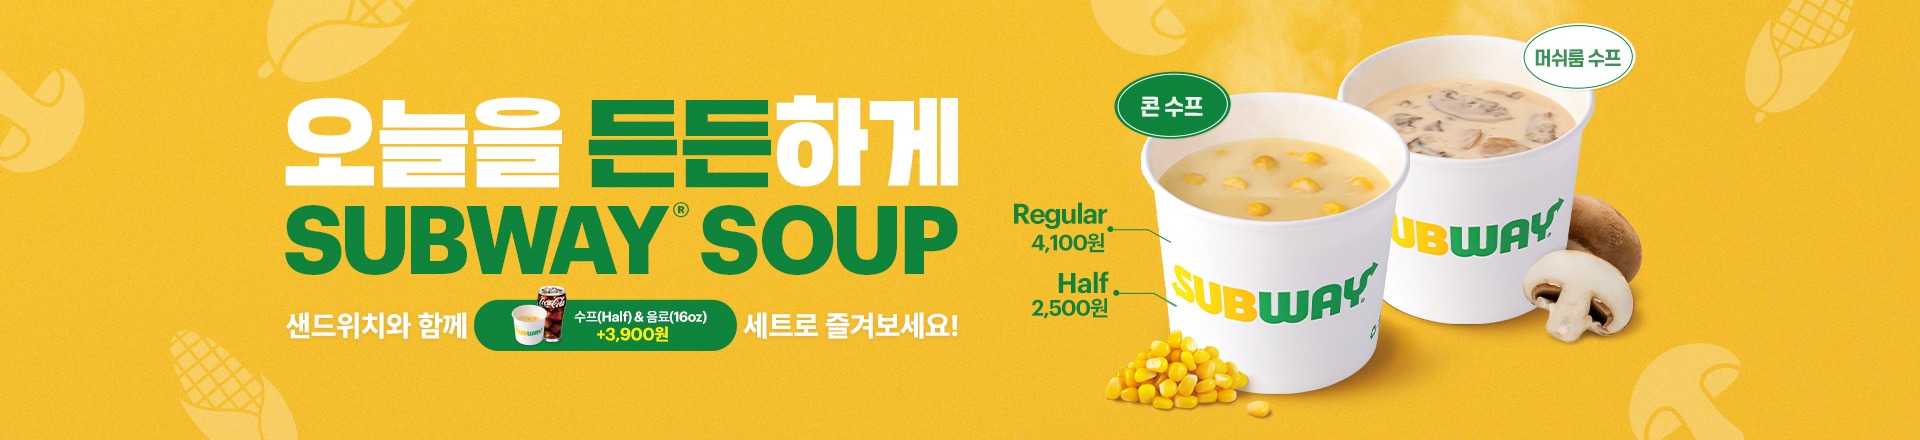 오늘을 든든하게
SUBWAY® SOUP
샌드위치와 함께
수프(Half) & 음료(16oz)
+3,900원
세트로 즐겨보세요!
Regular
4,100원
Half
2,500원
콘 수프
머쉬룸 수프
SUBWAY
SUBWAY
SUBWAY
Coca-Cola